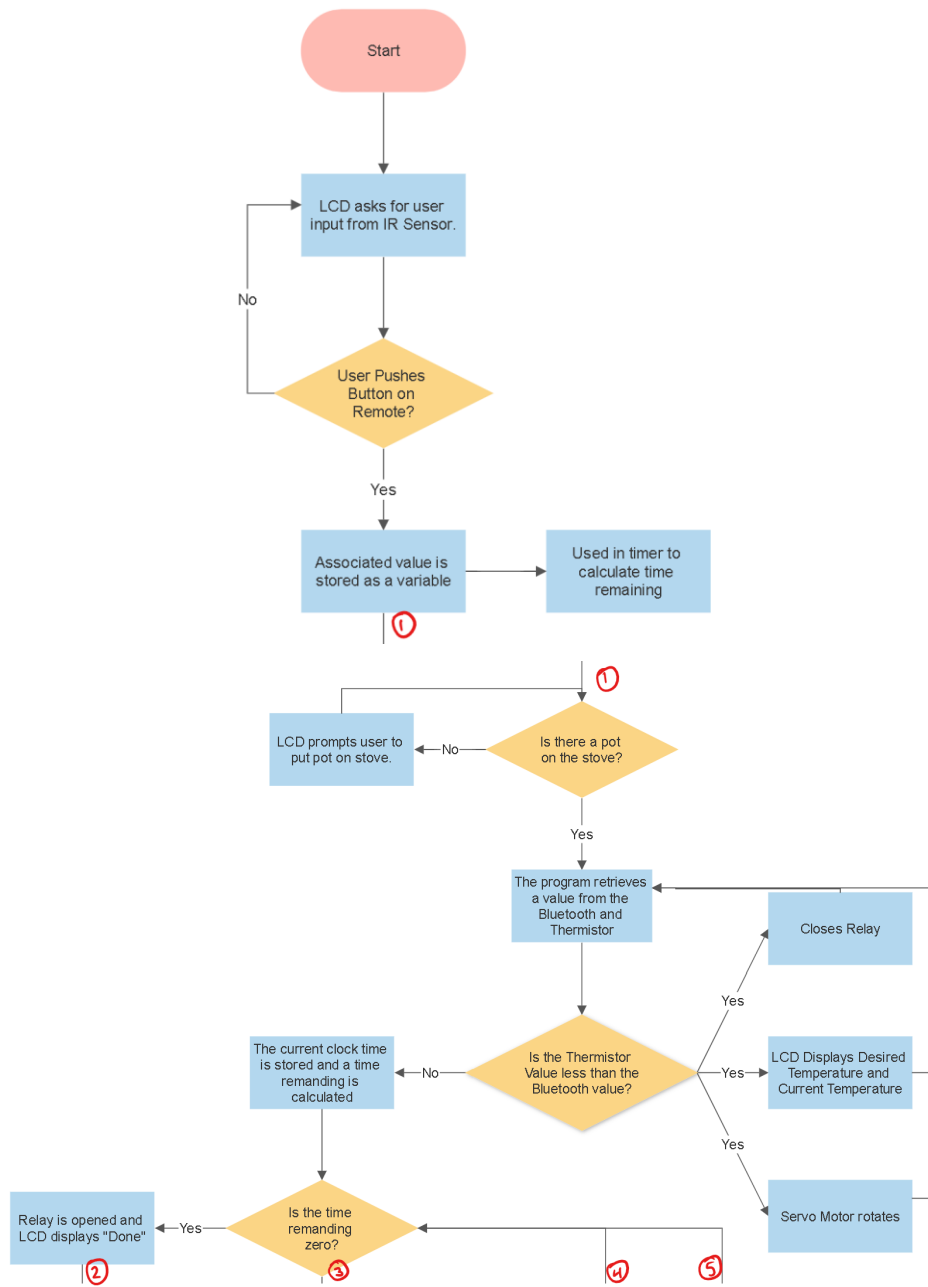 Start
LCD asks for user
input from IR Sensor.
No
User Pushes
Button on
Remote?
Yes
Associated value is
stored as a variable
Used in timer to
calculate time
remaining
1
1
LCD prompts user to
put pot on stove.
No
Is there a pot
on the stove?
Yes
The program retrieves
a value from the
Bluetooth and
Thermistor
Closes Relay
Yes
The current clock time
is stored and a time
remanding is
calculated
No
Is the Thermistor
Value less than the
Bluetooth value?
Yes
LCD Displays Desired
Temperature and
Current Temperature
Yes
Servo Motor rotates
Relay is opened and
LCD displays "Done"
Yes
Is the time
remanding
zero?
2
3
4
5